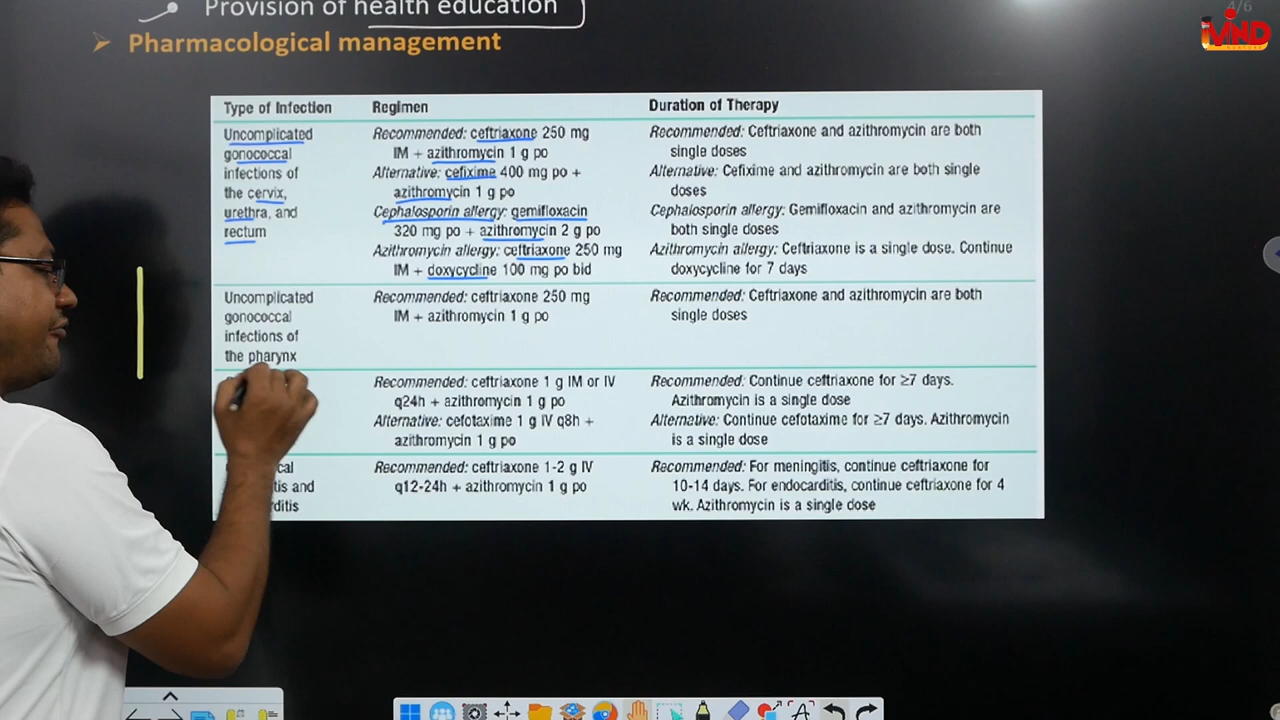 Provision of health education
4/6
Pharmacological management
iMIND
Type of Infection Regimen Duration of Therapy
Uncomplicated
gonococcal
infections of
the cervix,
urethra, and
rectum
Recommended: ceftriaxone 250 mg
IM + azithromycin 1 g po
Alternative: cefixime 400 mg po +
azithromycin 1 g po
Cephalosporin allergy: gemifloxacin
320 mg po + azithromycin 2 g po
Azithromycin allergy: ceftriaxone 250 mg
IM + doxycycline 100 mg po bid
Recommended: Ceftriaxone and azithromycin are both
single doses
Alternative: Cefixime and azithromycin are both single
doses
Cephalosporin allergy: Gemifloxacin and azithromycin are
both single doses
Azithromycin allergy: Ceftriaxone is a single dose. Continue
doxycycline for 7 days
Uncomplicated
gonococcal
infections of
the pharynx
Recommended: ceftriaxone 250 mg
IM + azithromycin 1 g po
Recommended: Ceftriaxone and azithromycin are both
single doses
Recommended: ceftriaxone 1 g IM or IV
q24h + azithromycin 1 g po
Alternative: cefotaxime 1 g IV q8h +
azithromycin 1 g po
Recommended: Continue ceftriaxone for ≥7 days.
Azithromycin is a single dose
Alternative: Continue cefotaxime for ≥7 days. Azithromycin
is a single dose
cal
tis and
ditis
Recommended: ceftriaxone 1-2 g IV
q12-24h + azithromycin 1 g po
Recommended: For meningitis, continue ceftriaxone for
10-14 days. For endocarditis, continue ceftriaxone for 4
wk. Azithromycin is a single dose